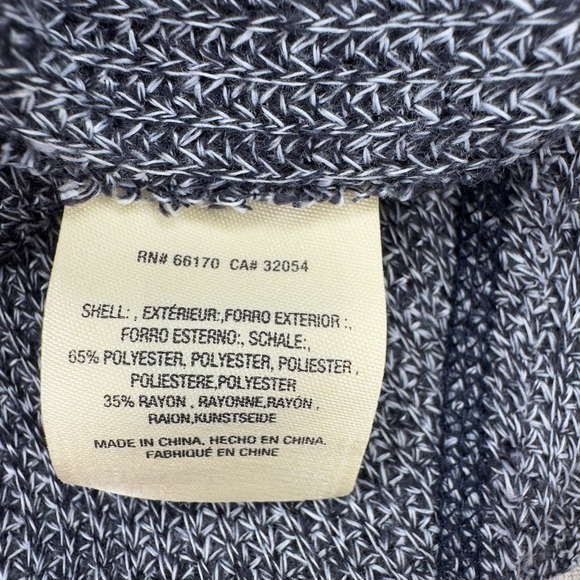 RN# 66170 CA# 32054
SHELL: , EXTÉRIEUR:,FORRO EXTERIOR :,
FORRO ESTERNO:, SCHALE:,
65% POLYESTER, POLYESTER, POLIESTER ,
POLIESTERE,POLYESTER
35% RAYON , RAYONNE,RAYÓN ,
RAION,KUNSTSEIDE
MADE IN CHINA, HECHO EN CHINA,
FABRIQUÉ EN CHINE